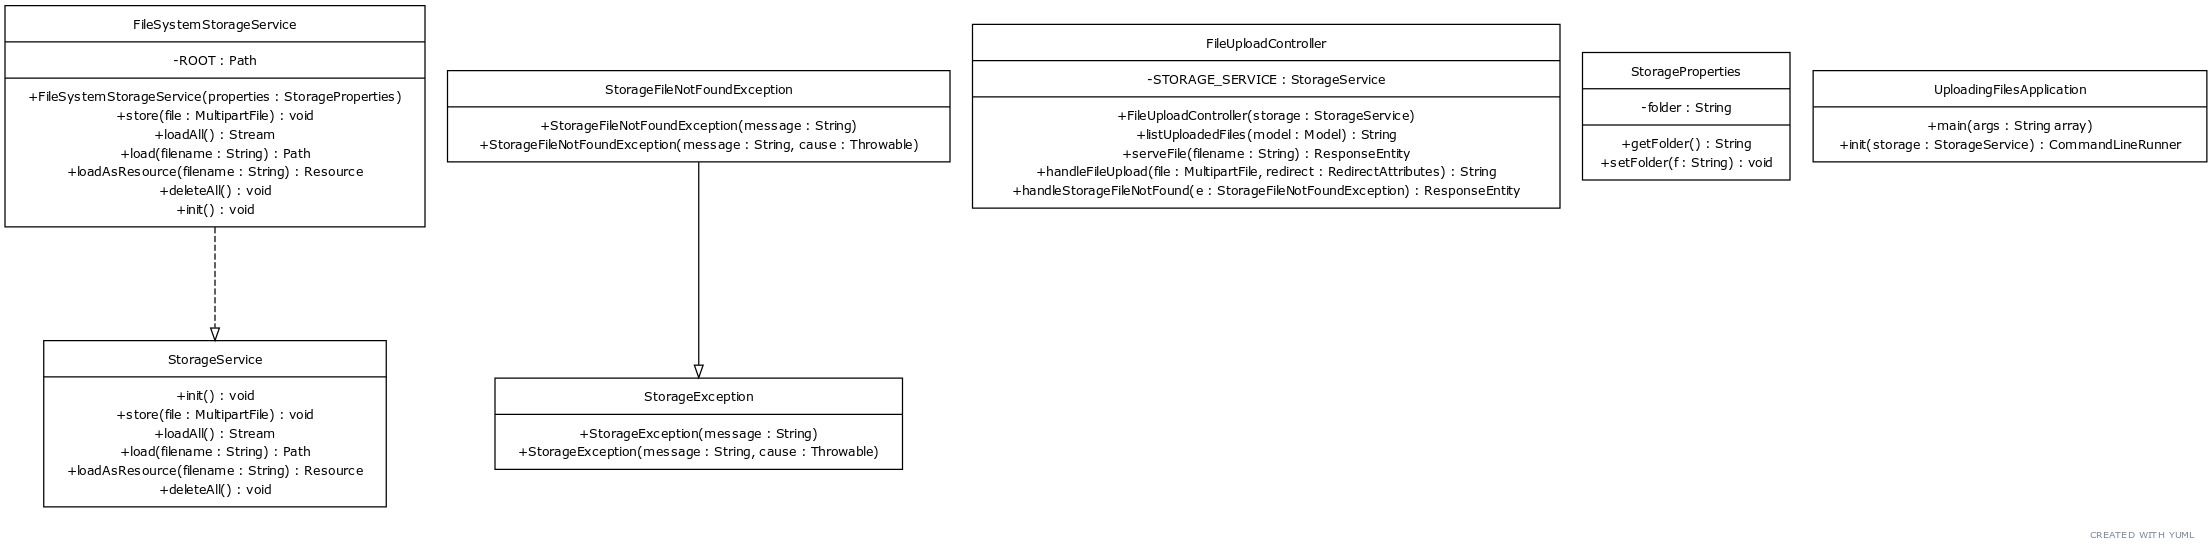 FileSystemStorageService
-ROOT : Path
+FileSystemStorageService(properties : StorageProperties)
+store(file : MultipartFile) : void
+loadAll() : Stream
+load(filename : String) : Path
+loadAsResource(filename : String) : Resource
+deleteAll() : void
+init() : void
StorageService
+init() : void
+store(file : MultipartFile) : void
+loadAll() : Stream
+load(filename : String) : Path
+loadAsResource(filename : String) : Resource
+deleteAll() : void
StorageFileNotFoundException
+StorageFileNotFoundException(message : String)
+StorageFileNotFoundException(message : String, cause : Throwable)
StorageException
+StorageException(message : String)
+StorageException(message : String, cause : Throwable)
FileUploadController
-STORAGE_SERVICE : StorageService
+FileUploadController(storage : StorageService)
+listUploadedFiles(model : Model) : String
+serveFile(filename : String) : ResponseEntity
+handleFileUpload(file : MultipartFile, redirect : RedirectAttributes) : String
+handleStorageFileNotFound(e : StorageFileNotFoundException) : ResponseEntity
StorageProperties
-folder : String
+getFolder() : String
+setFolder(f : String) : void
UploadingFilesApplication
+main(args : String array)
+init(storage : StorageService) : CommandLineRunner
CREATED WITH YUML